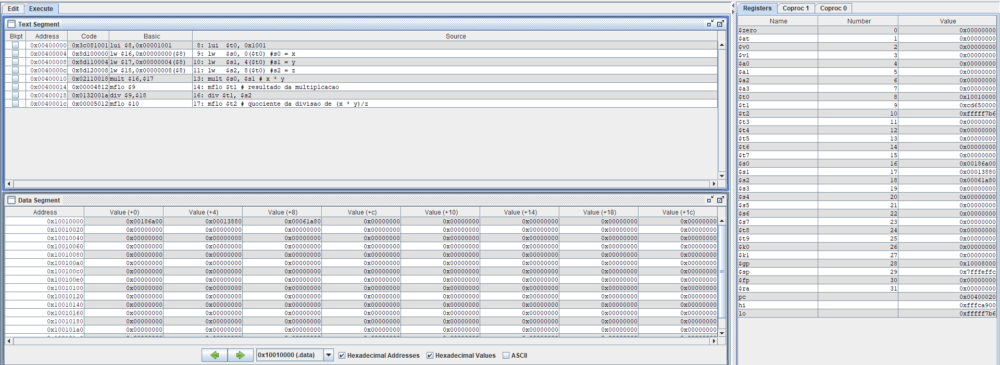 Edit Execute
Text Segment
Bkpt Address Code Basic Source
0x00400000 0x3c081001 lui $8,0x00001001 8: lui $t0, 0x1001
0x00400004 0x8d100000 lw $16,0x00000000($8) 9: lw $s0, 0($t0) #s0 = x
0x00400008 0x8d110004 lw $17,0x00000004($8) 10: lw $s1, 4($t0) #s1 = y
0x0040000c 0x8d120008 lw $18,0x00000008($8) 11: lw $s2, 8($t0) #s2 = z
0x00400010 0x02110018 mult $16,$17 13: mult $s0, $s1 # x * y
0x00400014 0x00004812 mflo $9 14: mflo $t1 # resultado da multiplcacao
0x00400018 0x0132001a div $9,$18 16: div $t1, $s2
0x0040001c 0x00005012 mflo $10 17: mflo $t2 # quociente da divisao de (x * y)/z
Data Segment
Address Value (+0) Value (+4) Value (+8) Value (+c) Value (+10) Value (+14) Value (+18) Value (+1c)
0x10010000 0x00186a00 0x00013880 0x00061a80 0x00000000 0x00000000 0x00000000 0x00000000 0x00000000
0x10010020 0x00000000 0x00000000 0x00000000 0x00000000 0x00000000 0x00000000 0x00000000 0x00000000
0x10010040 0x00000000 0x00000000 0x00000000 0x00000000 0x00000000 0x00000000 0x00000000 0x00000000
0x10010060 0x00000000 0x00000000 0x00000000 0x00000000 0x00000000 0x00000000 0x00000000 0x00000000
0x10010080 0x00000000 0x00000000 0x00000000 0x00000000 0x00000000 0x00000000 0x00000000 0x00000000
0x100100a0 0x00000000 0x00000000 0x00000000 0x00000000 0x00000000 0x00000000 0x00000000 0x00000000
0x100100c0 0x00000000 0x00000000 0x00000000 0x00000000 0x00000000 0x00000000 0x00000000 0x00000000
0x100100e0 0x00000000 0x00000000 0x00000000 0x00000000 0x00000000 0x00000000 0x00000000 0x00000000
0x10010100 0x00000000 0x00000000 0x00000000 0x00000000 0x00000000 0x00000000 0x00000000 0x00000000
0x10010120 0x00000000 0x00000000 0x00000000 0x00000000 0x00000000 0x00000000 0x00000000 0x00000000
0x10010140 0x00000000 0x00000000 0x00000000 0x00000000 0x00000000 0x00000000 0x00000000 0x00000000
0x10010160 0x00000000 0x00000000 0x00000000 0x00000000 0x00000000 0x00000000 0x00000000 0x00000000
0x10010180 0x00000000 0x00000000 0x00000000 0x00000000 0x00000000 0x00000000 0x00000000 0x00000000
0x100101a0 0x00000000 0x00000000 0x00000000 0x00000000 0x00000000 0x00000000 0x00000000 0x00000000
0x10010000 (.data) Hexadecimal Addresses Hexadecimal Values ASCII
Registers Coproc 1 Coproc 0
Name Number Value
$zero 0 0x00000000
$at 1 0x00000000
$v0 2 0x00000000
$v1 3 0x00000000
$a0 4 0x00000000
$a1 5 0x00000000
$a2 6 0x00000000
$a3 7 0x00000000
$t0 8 0x10010000
$t1 9 0xcd650000
$t2 10 0xfffff7b6
$t3 11 0x00000000
$t4 12 0x00000000
$t5 13 0x00000000
$t6 14 0x00000000
$t7 15 0x00000000
$s0 16 0x00186a00
$s1 17 0x00013880
$s2 18 0x00061a80
$s3 19 0x00000000
$s4 20 0x00000000
$s5 21 0x00000000
$s6 22 0x00000000
$s7 23 0x00000000
$t8 24 0x00000000
$t9 25 0x00000000
$k0 26 0x00000000
$k1 27 0x00000000
$gp 28 0x10008000
$sp 29 0x7fffeffc
$fp 30 0x00000000
$ra 31 0x00000000
pc 0x00400020
hi 0xfffca900
lo 0xfffff7b6